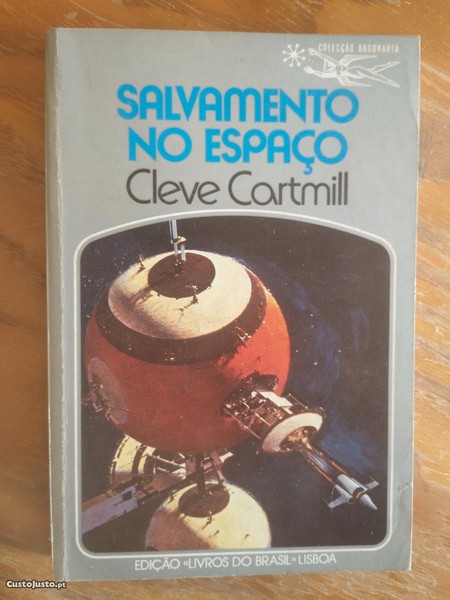 COLECÇÃO ARGONAUTA
SALVAMENTO
NO ESPAÇO
Cleve Cartmill
EDIÇÃO «LIVROS DO BRASIL» LISBOA
CustoJusto.pt